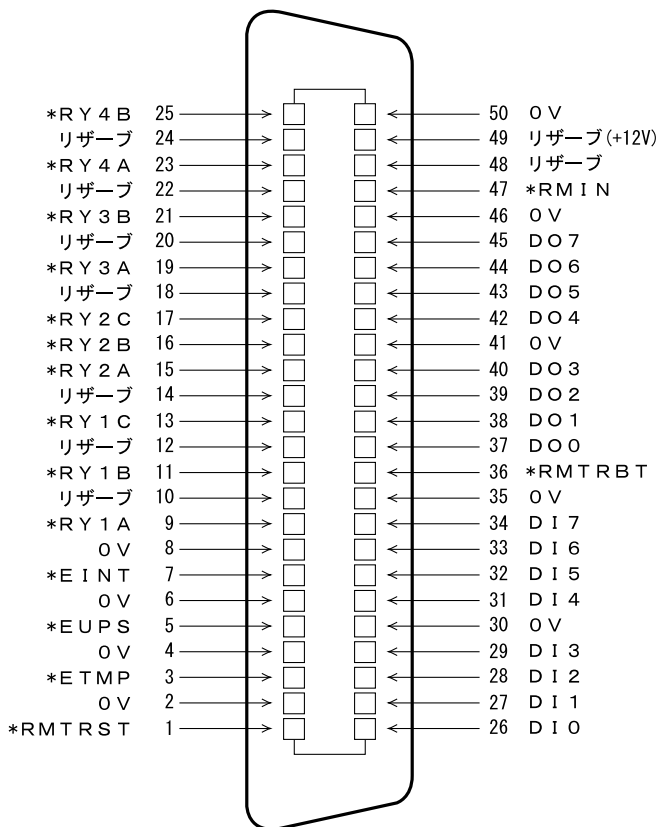 *RY4B 25 50 0V
リザーブ 24 49 リザーブ(+12V)
*RY4A 23 48 リザーブ
リザーブ 22 47 *RMIN
*RY3B 21 46 0V
リザーブ 20 45 DO7
*RY3A 19 44 DO6
リザーブ 18 43 DO5
*RY2C 17 42 DO4
*RY2B 16 41 0V
*RY2A 15 40 DO3
リザーブ 14 39 DO2
*RY1C 13 38 DO1
リザーブ 12 37 DO0
*RY1B 11 36 *RMTRBT
リザーブ 10 35 0V
*RY1A 9 34 DI7
0V 8 33 DI6
*EINT 7 32 DI5
0V 6 31 DI4
*EUPS 5 30 0V
0V 4 29 DI3
*ETMP 3 28 DI2
0V 2 27 DI1
*RMTRST 1 26 DI0